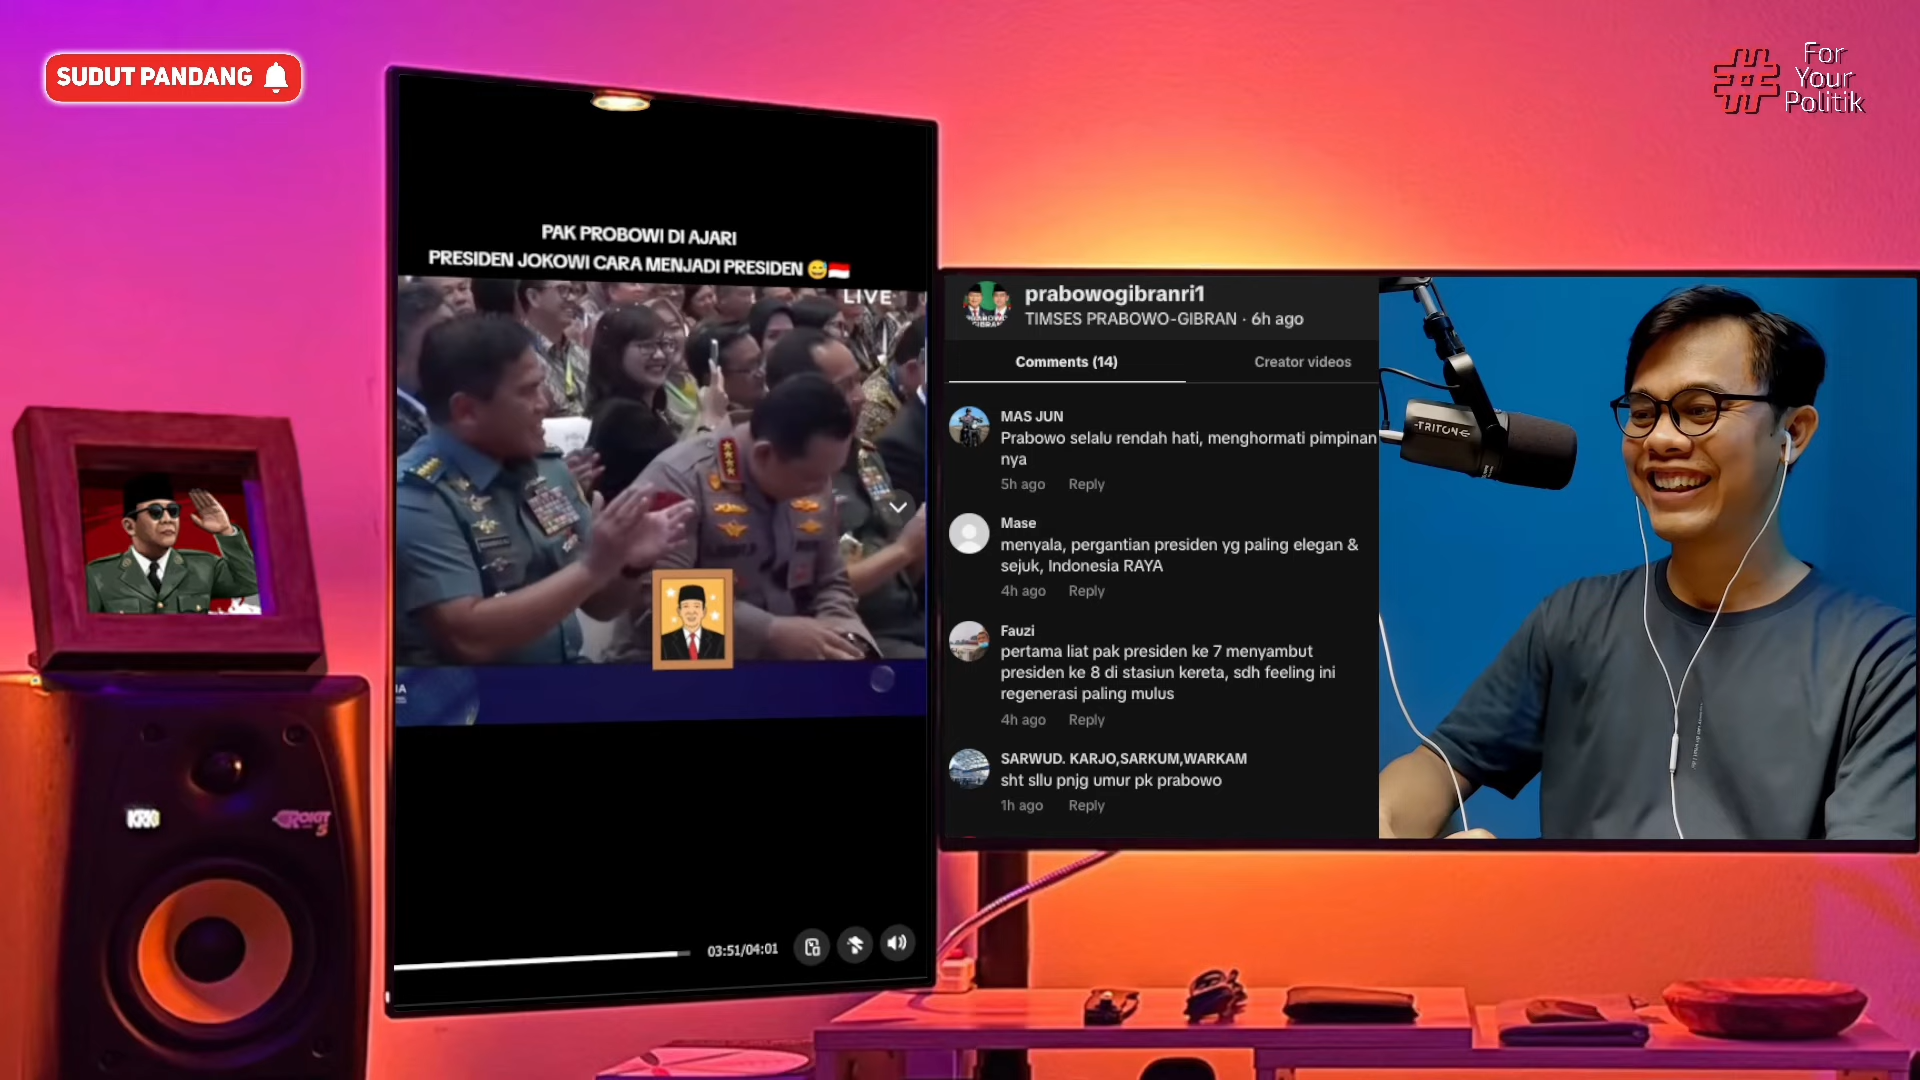 SUDUT PANDANG
For
Your
Politik
PAK PROBOWI DI AJARI
PRESIDEN JOKOWI CARA MENJADI PRESIDEN 😅🇮🇩
LIVE
IA
03:51/04:01
prabowogibranri1
TIMSES PRABOWO-GIBRAN · 6h ago
Comments (14)
Creator videos
MAS JUN
Prabowo selalu rendah hati, menghormati pimpinan
nya
5h ago Reply
Mase
menyala, pergantian presiden yg paling elegan &
sejuk, Indonesia RAYA
4h ago Reply
Fauzi
pertama liat pak presiden ke 7 menyambut
presiden ke 8 di stasiun kereta, sdh feeling ini
regenerasi paling mulus
4h ago Reply
SARWUD. KARJO,SARKUM,WARKAM
sht sllu pnjg umur pk prabowo
1h ago Reply
TRITON
KRK
ROKIT
5